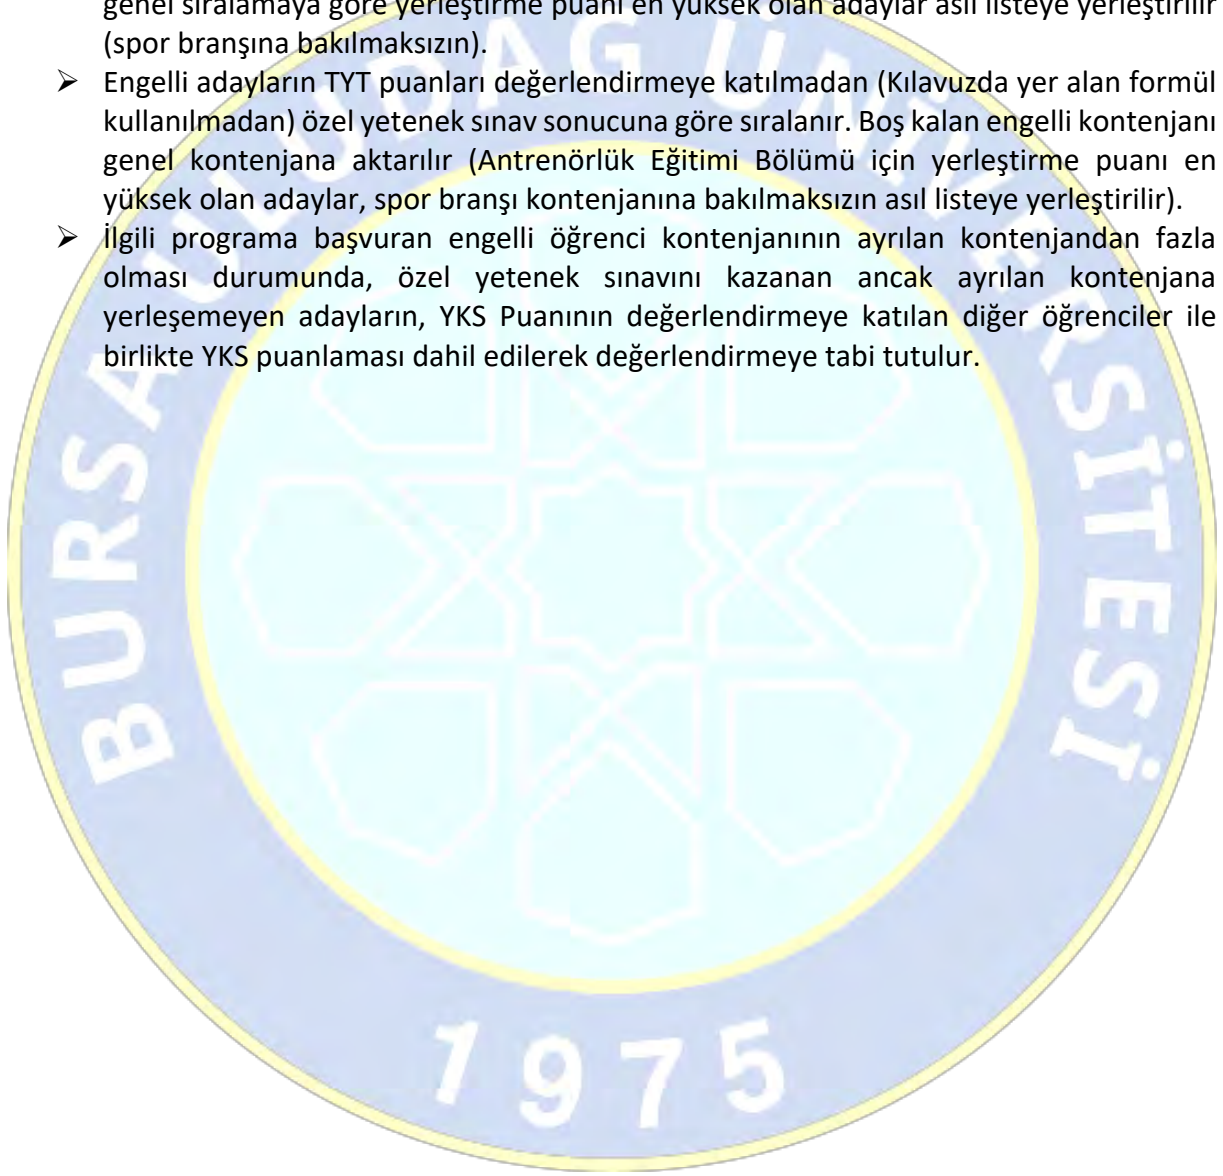 genel sıralamaya göre yerleştirme puanı en yüksek olan adaylar asıl listeye yerleştirilir
(spor branşına bakılmaksızın).
➢ Engelli adayların TYT puanları değerlendirmeye katılmadan (Kılavuzda yer alan formül
kullanılmadan) özel yetenek sınav sonucuna göre sıralanır. Boş kalan engelli kontenjanı
genel kontenjana aktarılır (Antrenörlük Eğitimi Bölümü için yerleştirme puanı en
yüksek olan adaylar, spor branşı kontenjanına bakılmaksızın asıl listeye yerleştirilir).
➢ İlgili programa başvuran engelli öğrenci kontenjanının ayrılan kontenjandan fazla
olması durumunda, özel yetenek sınavını kazanan ancak ayrılan kontenjana
yerleşemeyen adayların, YKS Puanının değerlendirmeye katılan diğer öğrenciler ile
birlikte YKS puanlaması dahil edilerek değerlendirmeye tabi tutulur.
BURSA ULUDAĞ ÜNİVERSİTESİ
1975